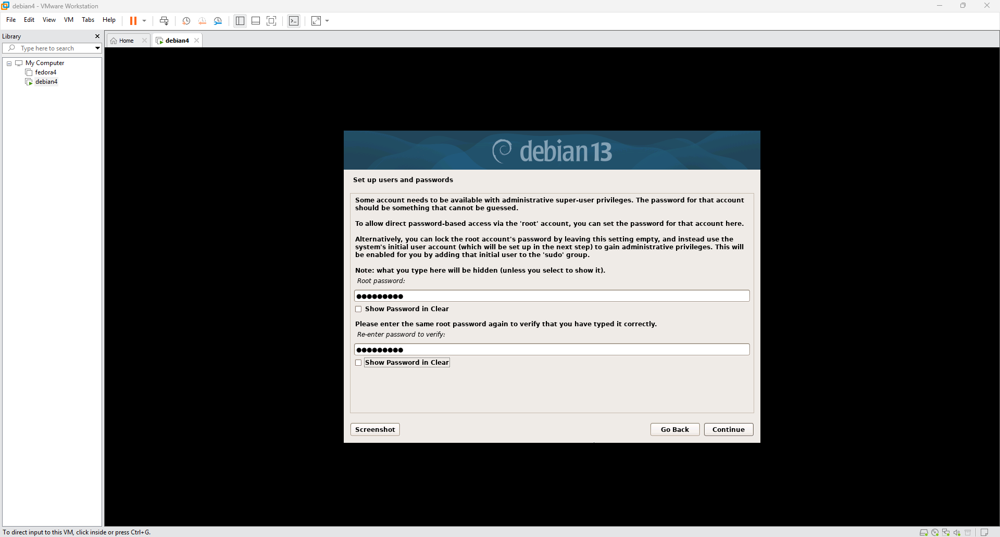 debian4 - VMware Workstation
File Edit View VM Tabs Help
Library
Type here to search
My Computer
fedora4
debian4
Home
debian4
debian 13
Set up users and passwords
Some account needs to be available with administrative super-user privileges. The password for that account
should be something that cannot be guessed.
To allow direct password-based access via the 'root' account, you can set the password for that account here.
Alternatively, you can lock the root account's password by leaving this setting empty, and instead use the
system's initial user account (which will be set up in the next step) to gain administrative privileges. This will
be enabled for you by adding that initial user to the 'sudo' group.
Note: what you type here will be hidden (unless you select to show it).
Root password:
●●●●●●●●●
Show Password in Clear
Please enter the same root password again to verify that you have typed it correctly.
Re-enter password to verify:
●●●●●●●●●
Show Password in Clear
Screenshot
Go Back
Continue
To direct input to this VM, click inside or press Ctrl+G.